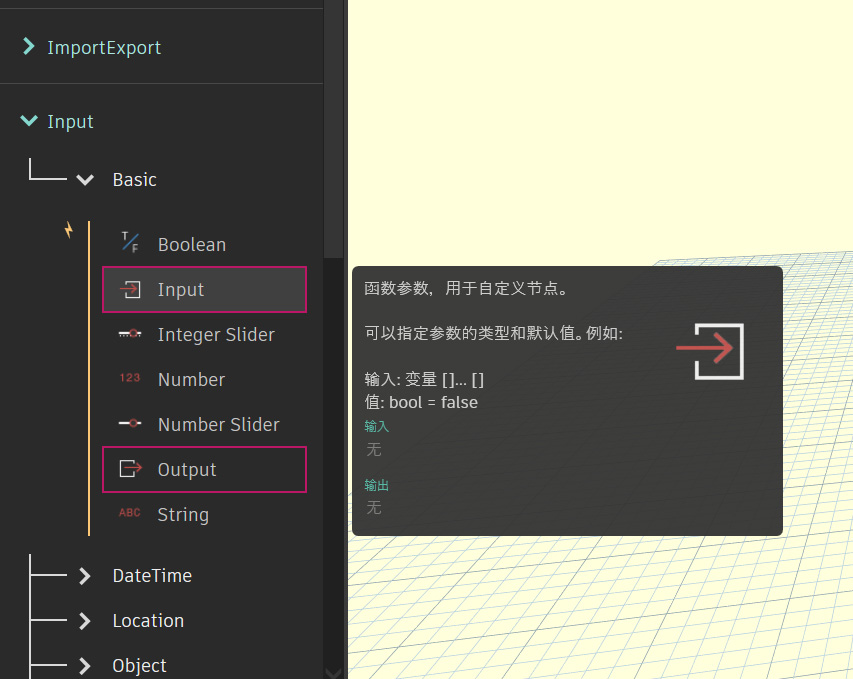 ImportExport
Input
Basic
T/F Boolean
Input
Integer Slider
123 Number
Number Slider
Output
ABC String
DateTime
Location
Object
函数参数，用于自定义节点。
可以指定参数的类型和默认值。例如:
输入: 变量 []... []
值: bool = false
输入
无
输出
无